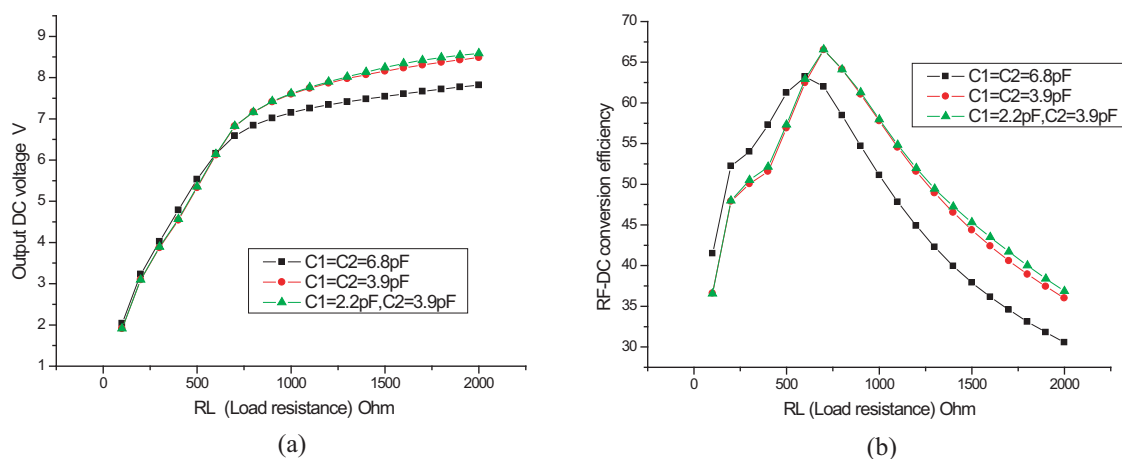 9
8
7
6
5
4
3
2
1
Output DC voltage V
C1=C2=6.8pF
C1=C2=3.9pF
C1=2.2pF,C2=3.9pF
0 500 1000 1500 2000
RL (Load resistance) Ohm
(a)
70
65
60
55
50
45
40
35
30
RF-DC conversion efficiency
C1=C2=6.8pF
C1=C2=3.9pF
C1=2.2pF,C2=3.9pF
0 500 1000 1500 2000
RL (Load resistance) Ohm
(b)